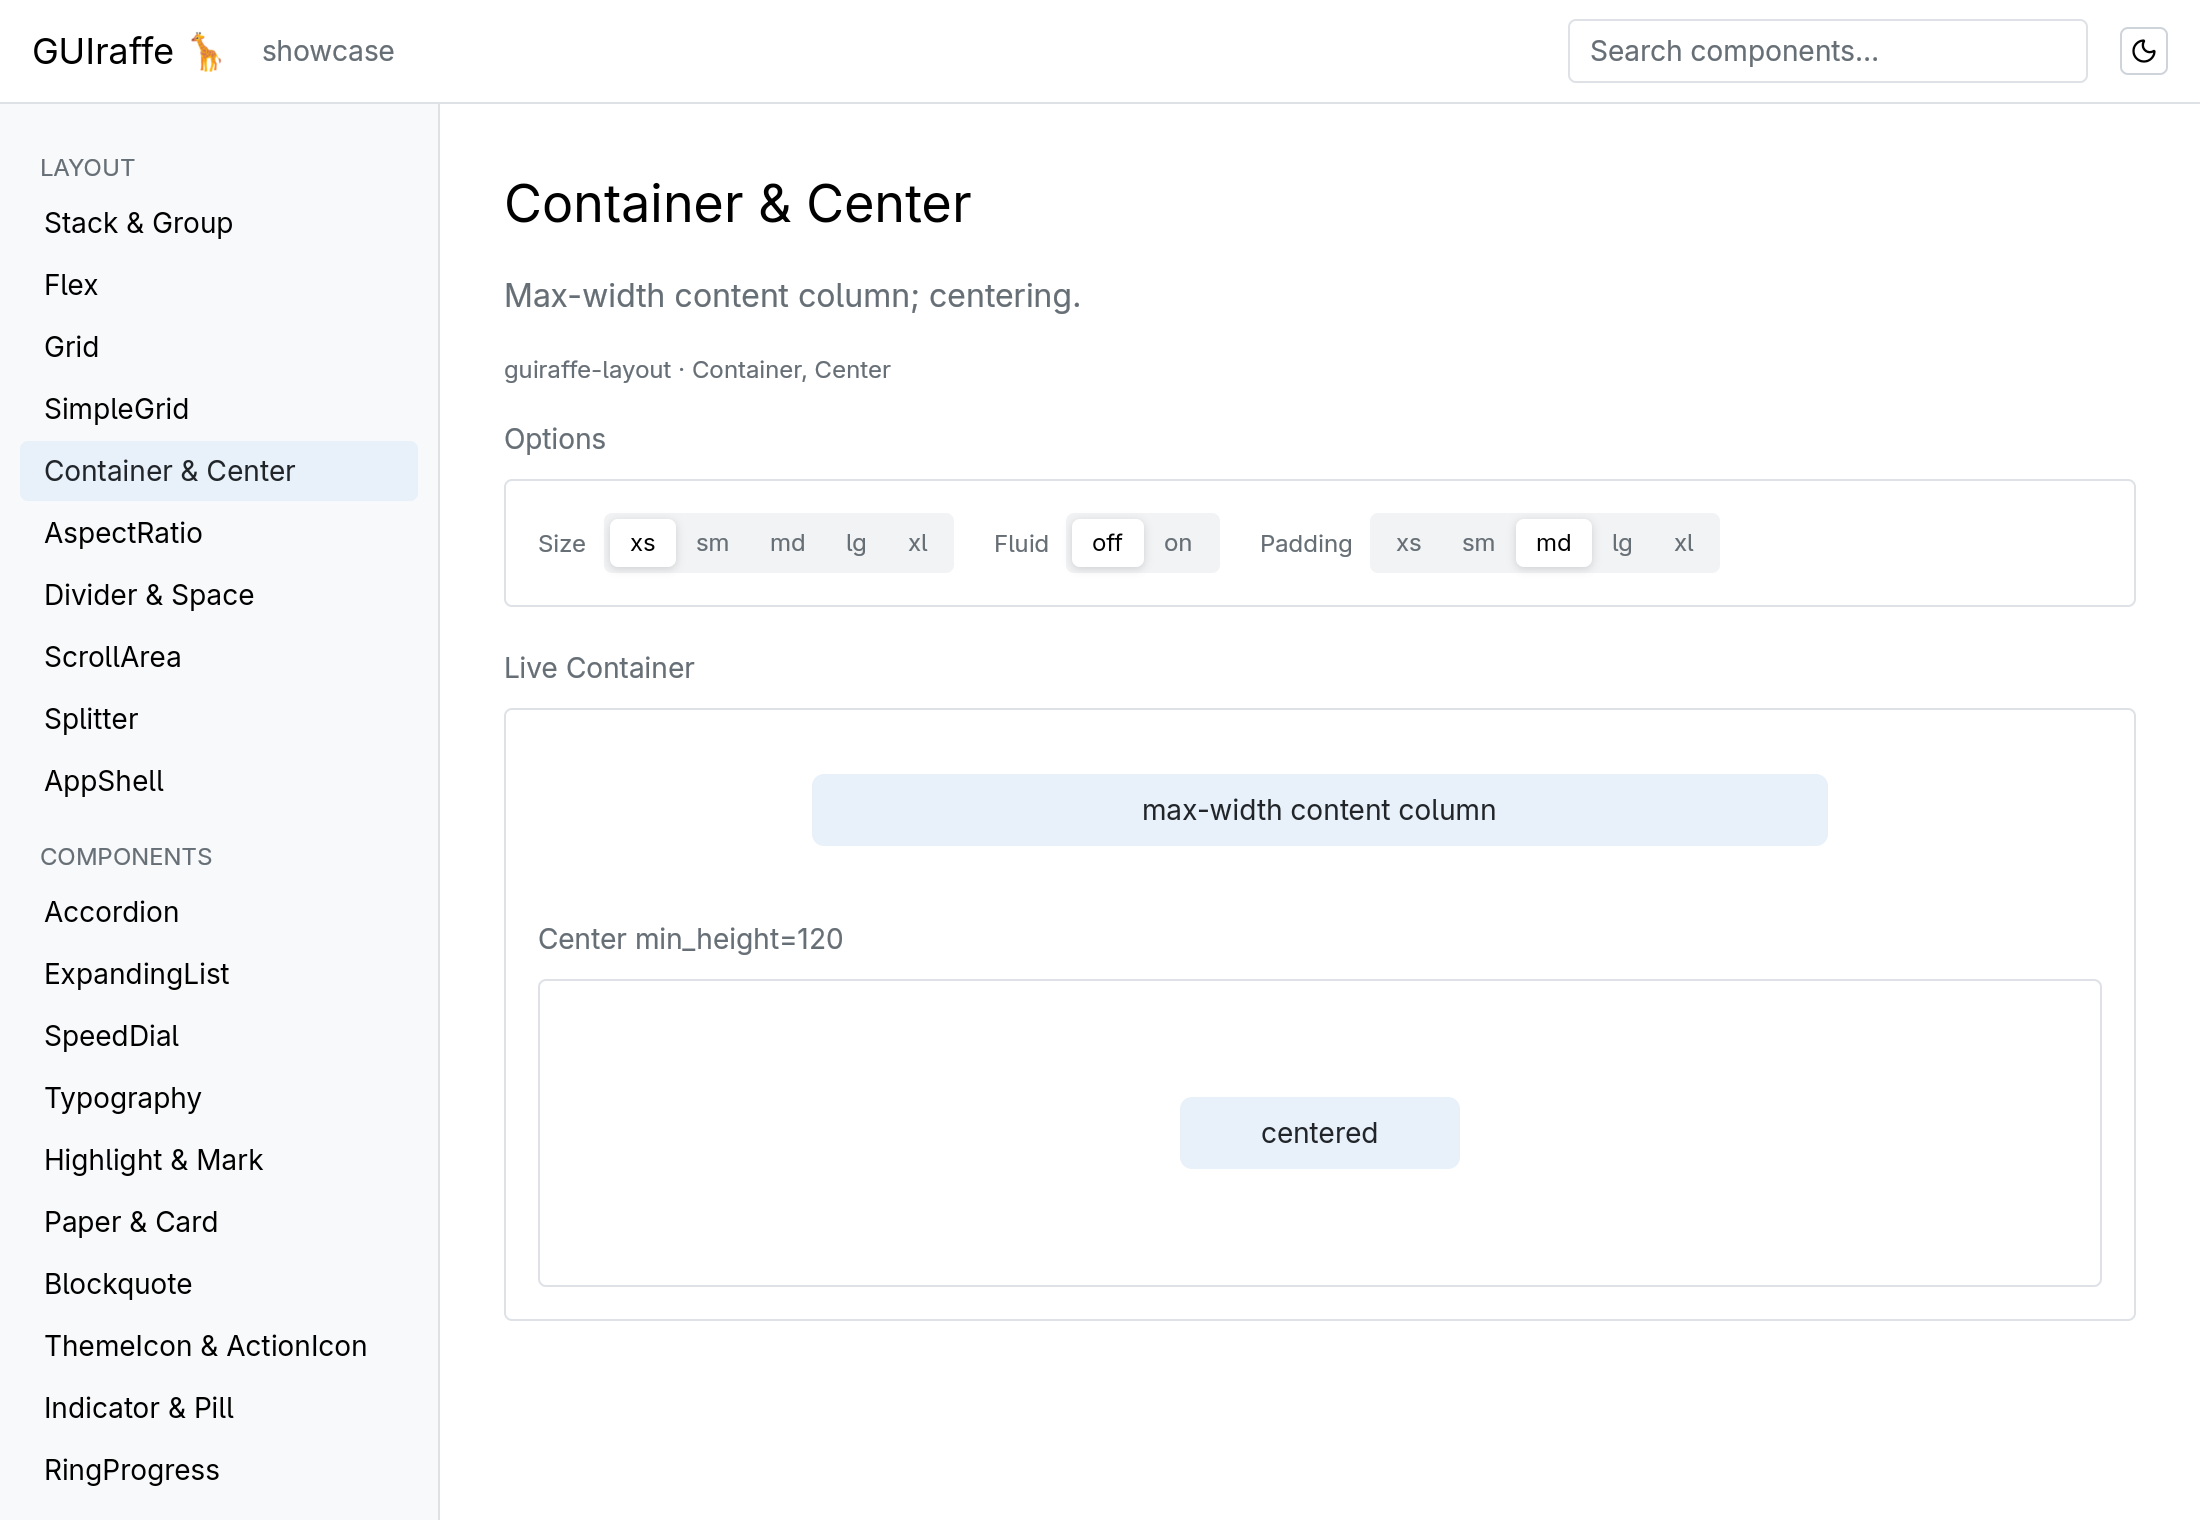 GUIraffe 🦒 showcase Search components...
LAYOUT
Stack & Group
Flex
Grid
SimpleGrid
Container & Center
AspectRatio
Divider & Space
ScrollArea
Splitter
AppShell
COMPONENTS
Accordion
ExpandingList
SpeedDial
Typography
Highlight & Mark
Paper & Card
Blockquote
ThemeIcon & ActionIcon
Indicator & Pill
RingProgress
Container & Center
Max-width content column; centering.
guiraffe-layout · Container, Center
Options
Size xs sm md lg xl Fluid off on Padding xs sm md lg xl
Live Container
max-width content column
Center min_height=120
centered